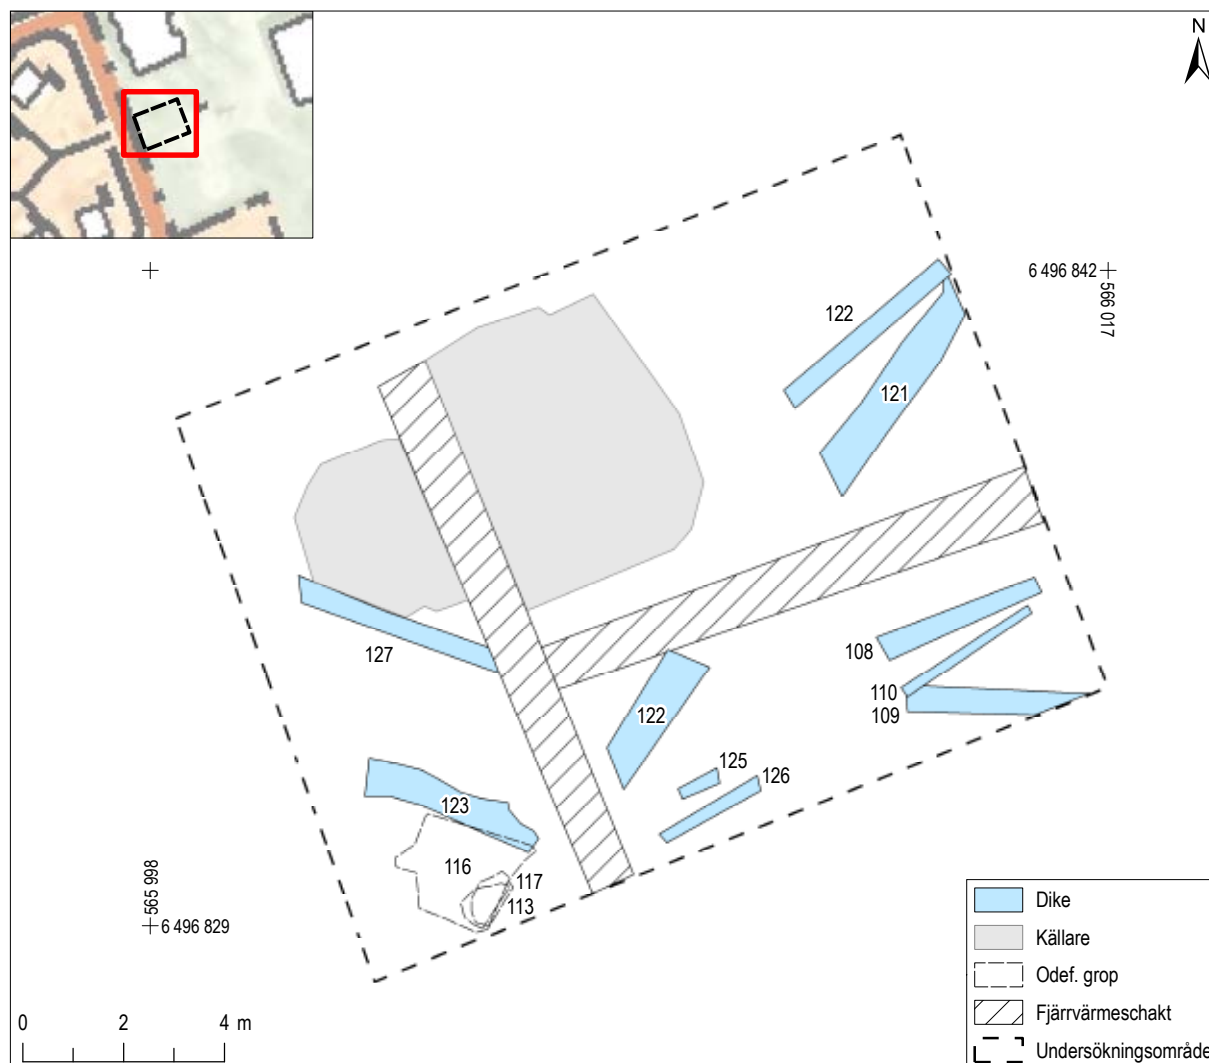 N
6 496 842
566 017
122
121
127
108
110
109
122
125
126
123
116
117
113
565 998
6 496 829
0 2 4 m
Dike
Källare
Odef. grop
Fjärrvärmeschakt
Undersökningsområde